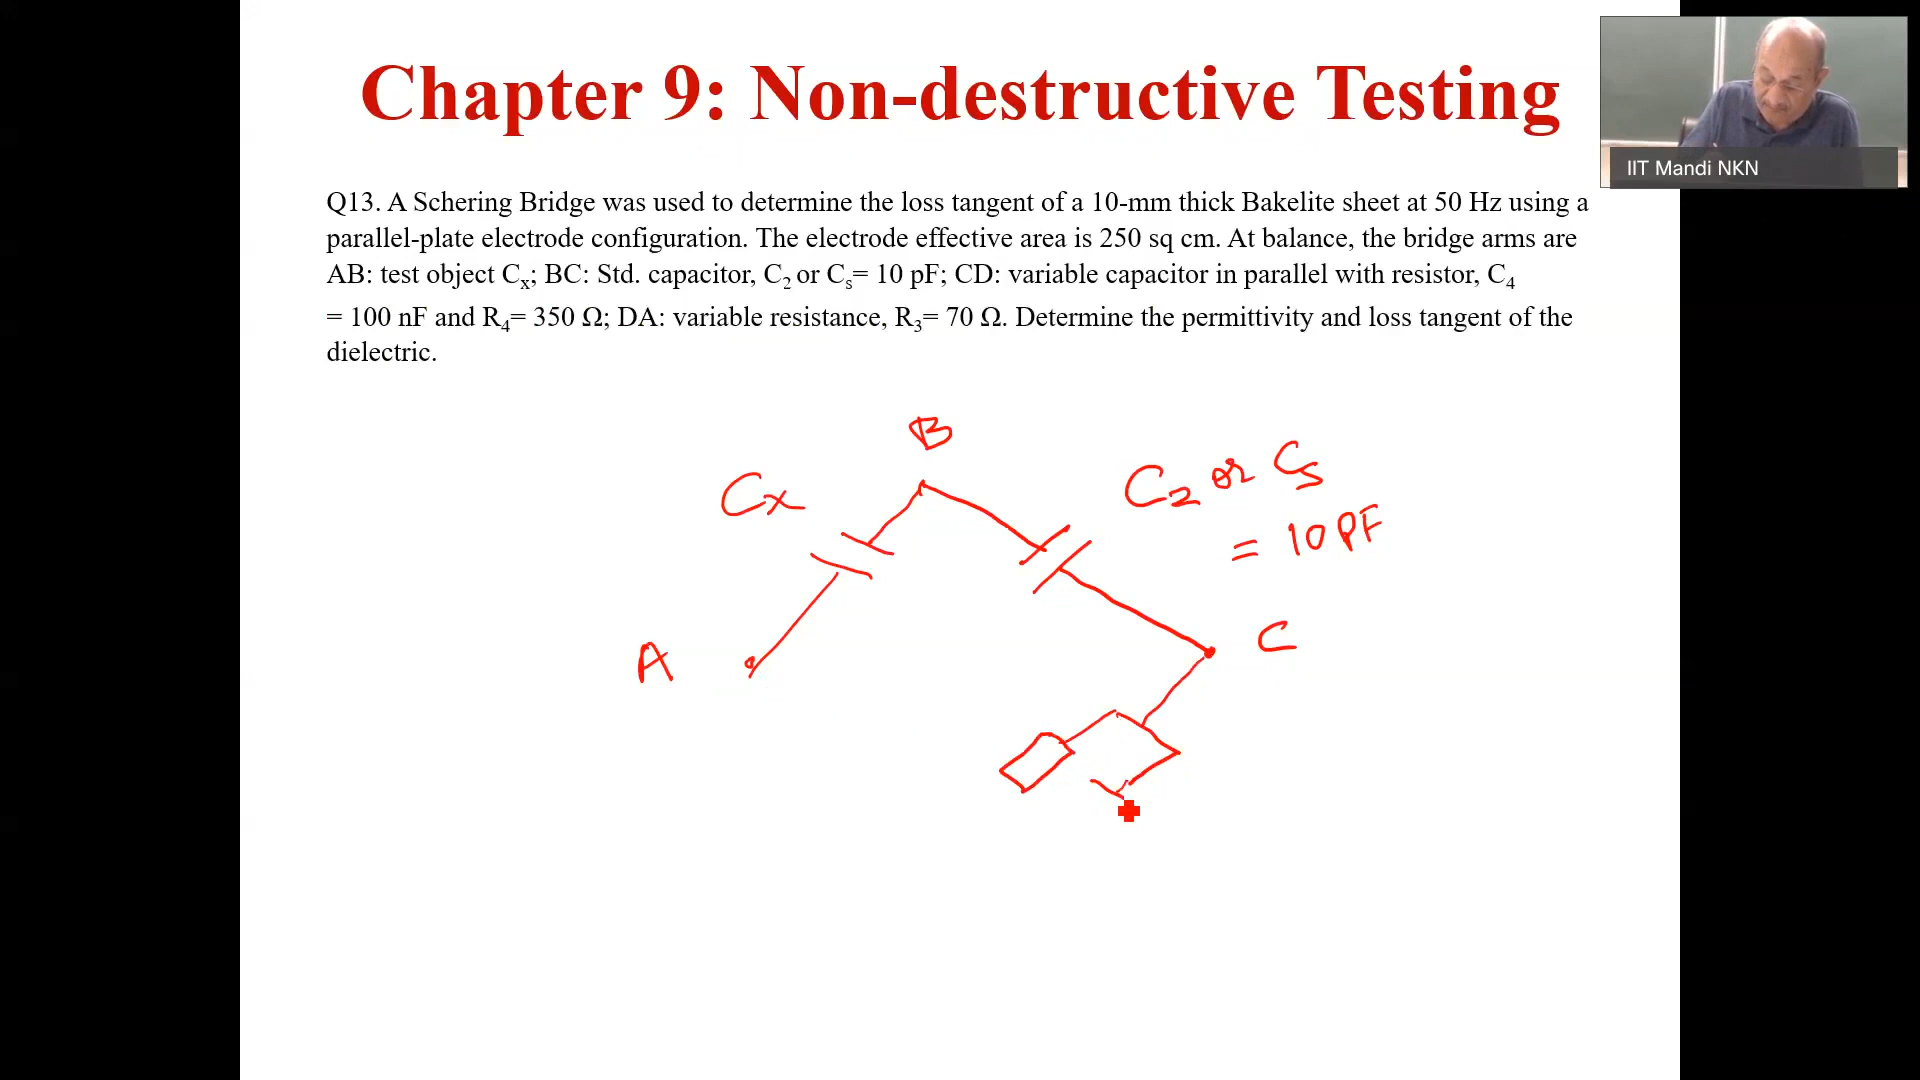 Chapter 9: Non-destructive Testing
IIT Mandi NKN
Q13. A Schering Bridge was used to determine the loss tangent of a 10-mm thick Bakelite sheet at 50 Hz using a
parallel-plate electrode configuration. The electrode effective area is 250 sq cm. At balance, the bridge arms are
AB: test object Cx; BC: Std. capacitor, C2 or Cs= 10 pF; CD: variable capacitor in parallel with resistor, C4
= 100 nF and R4= 350 Ω; DA: variable resistance, R3= 70 Ω. Determine the permittivity and loss tangent of the
dielectric.
B
Cx
C2 or Cs
= 10 PF
A
C